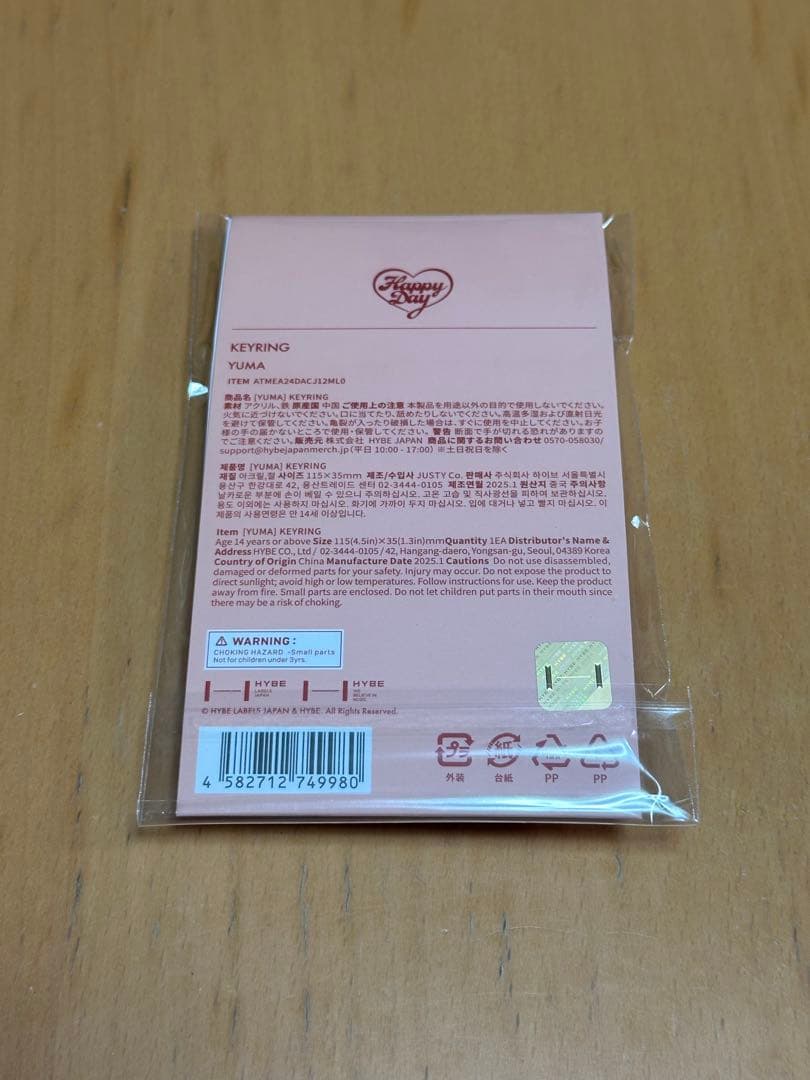 Happy
Day
KEYRING
YUMA
ITEM ATMEA24DACJ12ML0
商品名 [YUMA] KEYRING
素材 アクリル、鉄 原産国 中国 ご使用上の注意 本製品を用途以外の目的で使用しないでください。
火気に近づけないでください。口に当てたり、舐めたりしないでください。高温多湿および直射日光
を避けて保管してください。亀裂が入ったり破損した場合は、すぐに使用を中止してください。お子
様の手の届かないところで使用・保管してください。警告 断面で手が切れる恐れがありますの
でご注意ください。販売元 株式会社 HYBE JAPAN 商品に関するお問い合わせ 0570-058030/
support@hybejapanmerch.jp(平日 10:00 - 17:00) ※土日祝日を除く
제품명 [YUMA] KEYRING
재질 아크릴,철 사이즈 115×35mm 제조/수입사 JUSTY Co. 판매사 주식회사 하이브 서울특별시
용산구 한강대로 42, 용산트레이드 센터 02-3444-0105 제조연월 2025.1 원산지 중국 주의사항
날카로운 부분에 손이 베일 수 있으니 주의하십시오. 고온 고습 및 직사광선을 피하여 보관하십시오.
용도 이외에는 사용하지 마십시오. 화기에 가까이 두지 마십시오. 입에 대거나 넣고 빨지 마십시오. 이
제품의 사용연령은 만 14세 이상입니다.
Item [YUMA] KEYRING
Age 14 years or above Size 115(4.5in)×35(1.3in)mm Quantity 1EA Distributor's Name &
Address HYBE CO., Ltd / 02-3444-0105 / 42, Hangang-daero, Yongsan-gu, Seoul, 04389 Korea
Country of Origin China Manufacture Date 2025.1 Cautions Do not use disassembled,
damaged or deformed parts for your safety. Injury may occur. Do not expose the product to
direct sunlight; avoid high or low temperatures. Follow instructions for use. Keep the product
away from fire. Small parts are enclosed. Do not let children put parts in their mouth since
there may be a risk of choking.
WARNING :
CHOKING HAZARD -Small parts
Not for children under 3yrs.
HYBE
LABELS
JAPAN
HYBE
WE
BELIEVE IN
MUSIC
© HYBE LABELS JAPAN & HYBE. All Rights Reserved.
4 582712 749980
プラ
外装
紙
台紙
PP
PP